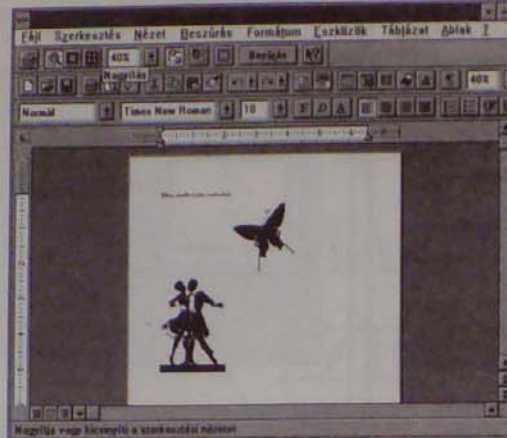 Fájl Szerkesztés Nézet Beszúrás Formátum Eszközök Táblázat Ablak ?
40% Bezárás
Nagyítás 40%
Normál Times New Roman 10 F D A
Nagyítja vagy kicsinyíti a szerkesztési nézetet